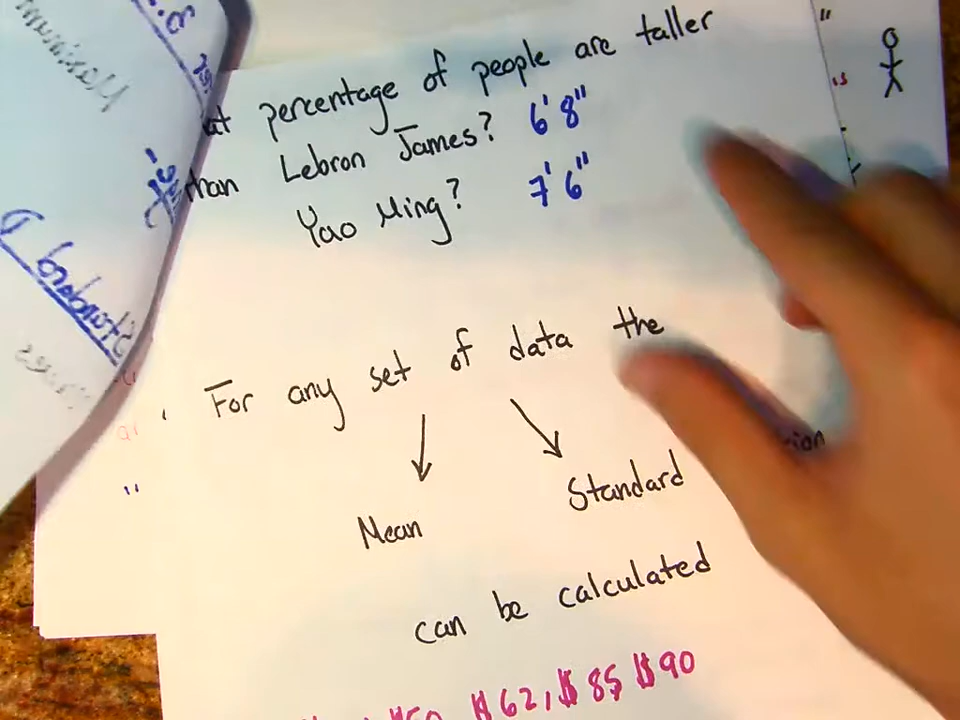 at percentage of people are taller
than Lebron James? 6'8"
Yao Ming? 7'6"
For any set of data the
Mean Standard
can be calculated
$62, $85 $90